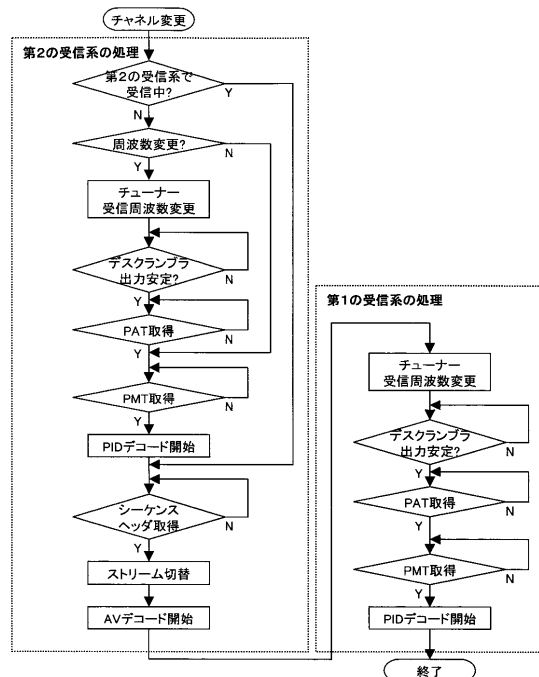 チャネル変更
第2の受信系の処理
第2の受信系で
受信中?
Y
N
周波数変更?
N
Y
チューナー
受信周波数変更
デスクランブラ
出力安定?
N
Y
PAT取得
N
Y
PMT取得
N
Y
PIDデコード開始
シーケンス
ヘッダ取得
N
Y
ストリーム切替
AVデコード開始
第1の受信系の処理
チューナー
受信周波数変更
デスクランブラ
出力安定?
N
Y
PAT取得
N
Y
PMT取得
N
Y
PIDデコード開始
終了